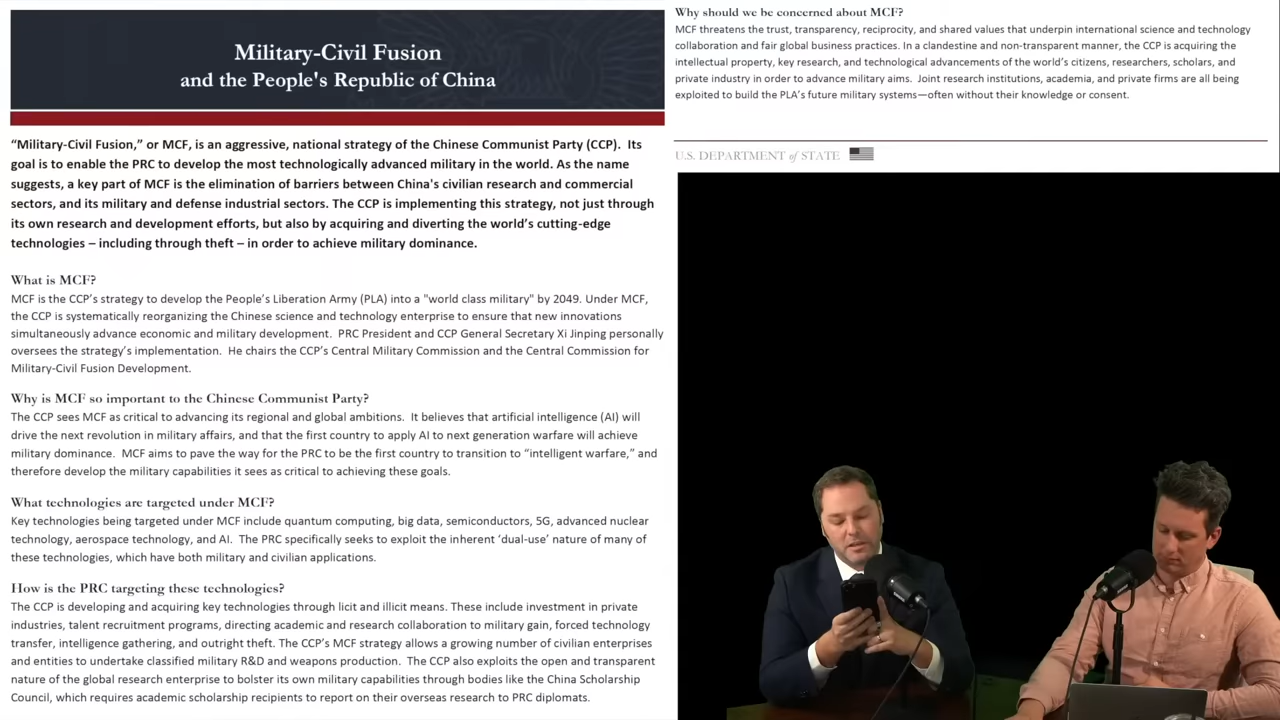 Military-Civil Fusion
and the People's Republic of China
“Military-Civil Fusion,” or MCF, is an aggressive, national strategy of the Chinese Communist Party (CCP).  Its
goal is to enable the PRC to develop the most technologically advanced military in the world. As the name
suggests, a key part of MCF is the elimination of barriers between China's civilian research and commercial
sectors, and its military and defense industrial sectors. The CCP is implementing this strategy, not just through
its own research and development efforts, but also by acquiring and diverting the world’s cutting-edge
technologies – including through theft – in order to achieve military dominance.
What is MCF?
MCF is the CCP’s strategy to develop the People’s Liberation Army (PLA) into a "world class military" by 2049. Under MCF,
the CCP is systematically reorganizing the Chinese science and technology enterprise to ensure that new innovations
simultaneously advance economic and military development.  PRC President and CCP General Secretary Xi Jinping personally
oversees the strategy’s implementation.  He chairs the CCP’s Central Military Commission and the Central Commission for
Military-Civil Fusion Development.
Why is MCF so important to the Chinese Communist Party?
The CCP sees MCF as critical to advancing its regional and global ambitions.  It believes that artificial intelligence (AI) will
drive the next revolution in military affairs, and that the first country to apply AI to next generation warfare will achieve
military dominance.  MCF aims to pave the way for the PRC to be the first country to transition to “intelligent warfare,” and
therefore develop the military capabilities it sees as critical to achieving these goals.
What technologies are targeted under MCF?
Key technologies being targeted under MCF include quantum computing, big data, semiconductors, 5G, advanced nuclear
technology, aerospace technology, and AI.  The PRC specifically seeks to exploit the inherent ‘dual-use’ nature of many of
these technologies, which have both military and civilian applications.
How is the PRC targeting these technologies?
The CCP is developing and acquiring key technologies through licit and illicit means. These include investment in private
industries, talent recruitment programs, directing academic and research collaboration to military gain, forced technology
transfer, intelligence gathering, and outright theft. The CCP’s MCF strategy allows a growing number of civilian enterprises
and entities to undertake classified military R&D and weapons production.  The CCP also exploits the open and transparent
nature of the global research enterprise to bolster its own military capabilities through bodies like the China Scholarship
Council, which requires academic scholarship recipients to report on their overseas research to PRC diplomats.
Why should we be concerned about MCF?
MCF threatens the trust, transparency, reciprocity, and shared values that underpin international science and technology
collaboration and fair global business practices. In a clandestine and non-transparent manner, the CCP is acquiring the
intellectual property, key research, and technological advancements of the world’s citizens, researchers, scholars, and
private industry in order to advance military aims.  Joint research institutions, academia, and private firms are all being
exploited to build the PLA’s future military systems—often without their knowledge or consent.
U.S. DEPARTMENT of STATE